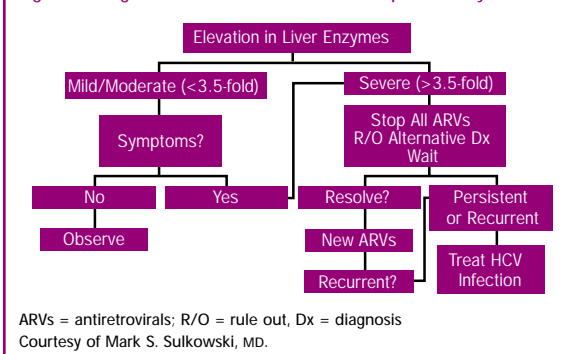 Elevation in Liver Enzymes
Mild/Moderate (<3.5-fold)
Severe (>3.5-fold)
Symptoms?
Stop All ARVs
R/O Alternative Dx
Wait
No
Yes
Resolve?
Persistent
or Recurrent
Observe
New ARVs
Treat HCV
Infection
Recurrent?
ARVs = antiretrovirals; R/O = rule out, Dx = diagnosis
Courtesy of Mark S. Sulkowski, MD.